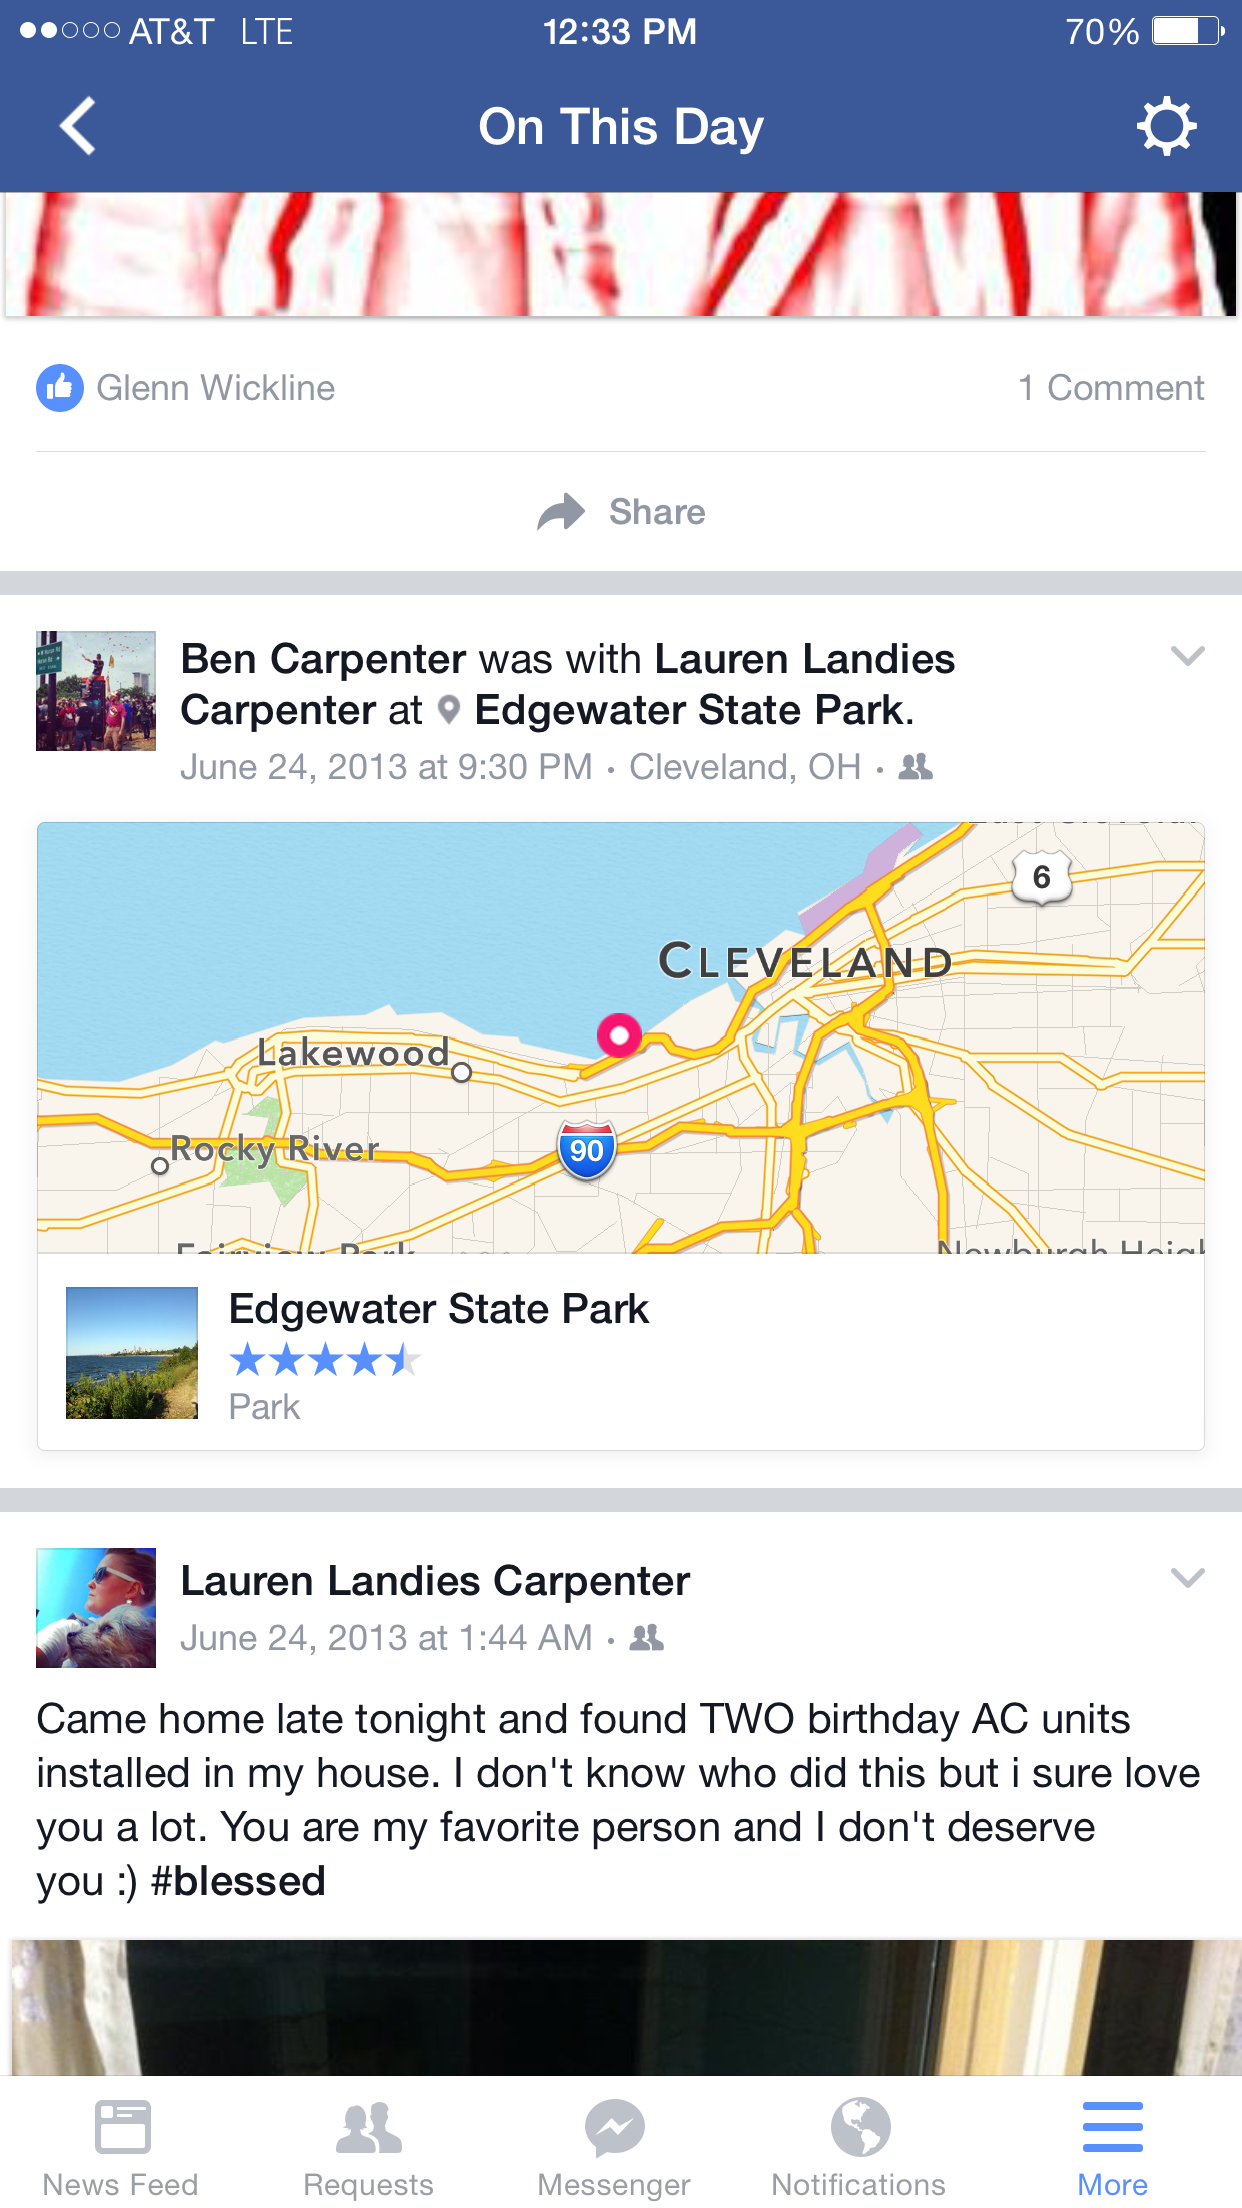 AT&T LTE 12:33 PM 70%
On This Day
Glenn Wickline 1 Comment
Share
Ben Carpenter was with Lauren Landies
Carpenter at Edgewater State Park.
June 24, 2013 at 9:30 PM · Cleveland, OH ·
6
CLEVELAND
Lakewood
90
Rocky River
Fairview Park
Newburgh Heigh
Edgewater State Park
Park
Lauren Landies Carpenter
June 24, 2013 at 1:44 AM ·
Came home late tonight and found TWO birthday AC units
installed in my house. I don't know who did this but i sure love
you a lot. You are my favorite person and I don't deserve
you :) #blessed
News Feed Requests Messenger Notifications More